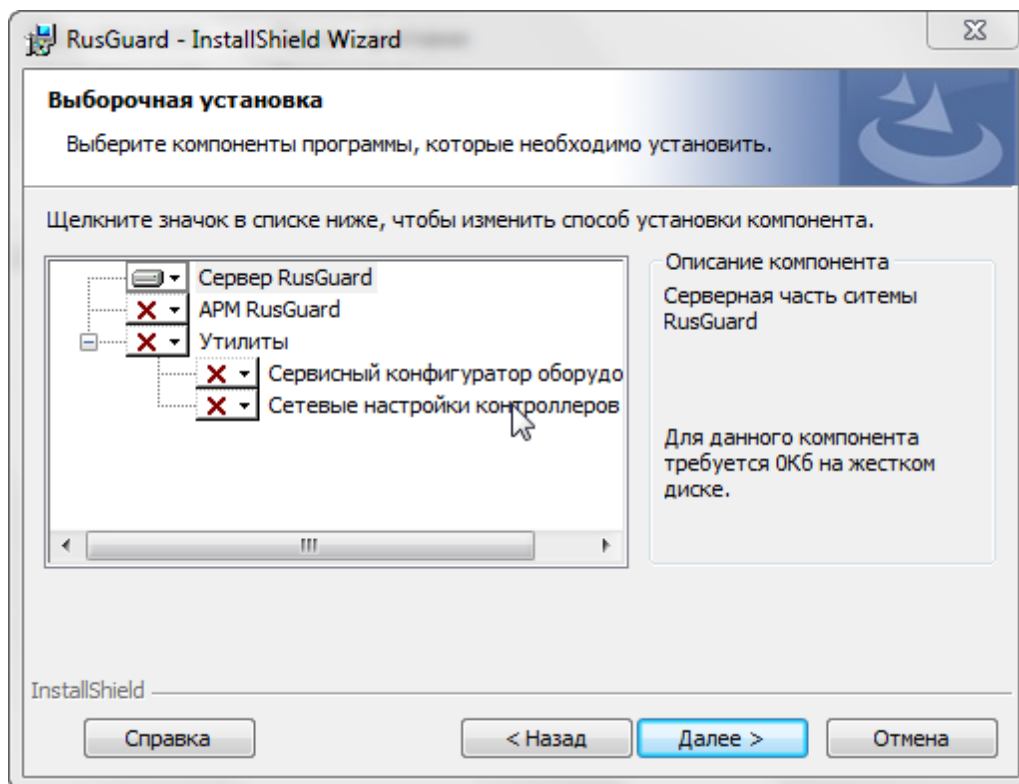 RusGuard - InstallShield Wizard
Выборочная установка
Выберите компоненты программы, которые необходимо установить.
Щелкните значок в списке ниже, чтобы изменить способ установки компонента.
Сервер RusGuard
АРМ RusGuard
Утилиты
Сервисный конфигуратор оборудо
Сетевые настройки контроллеров
Описание компонента
Серверная часть ситемы
RusGuard
Для данного компонента
требуется 0Кб на жестком
диске.
InstallShield
Справка
< Назад
Далее >
Отмена